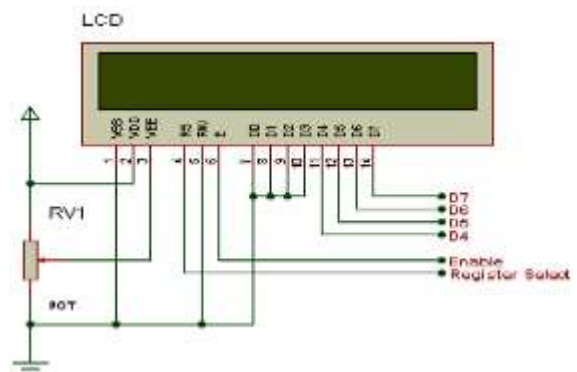 LCD
VSS VDD VEE RS RW E D0 D1 D2 D3 D4 D5 D6 D7
1 2 3 4 5 6 7 8 9 10 11 12 13 14
RV1
POT
D7
D6
D5
D4
Enable
Register Select